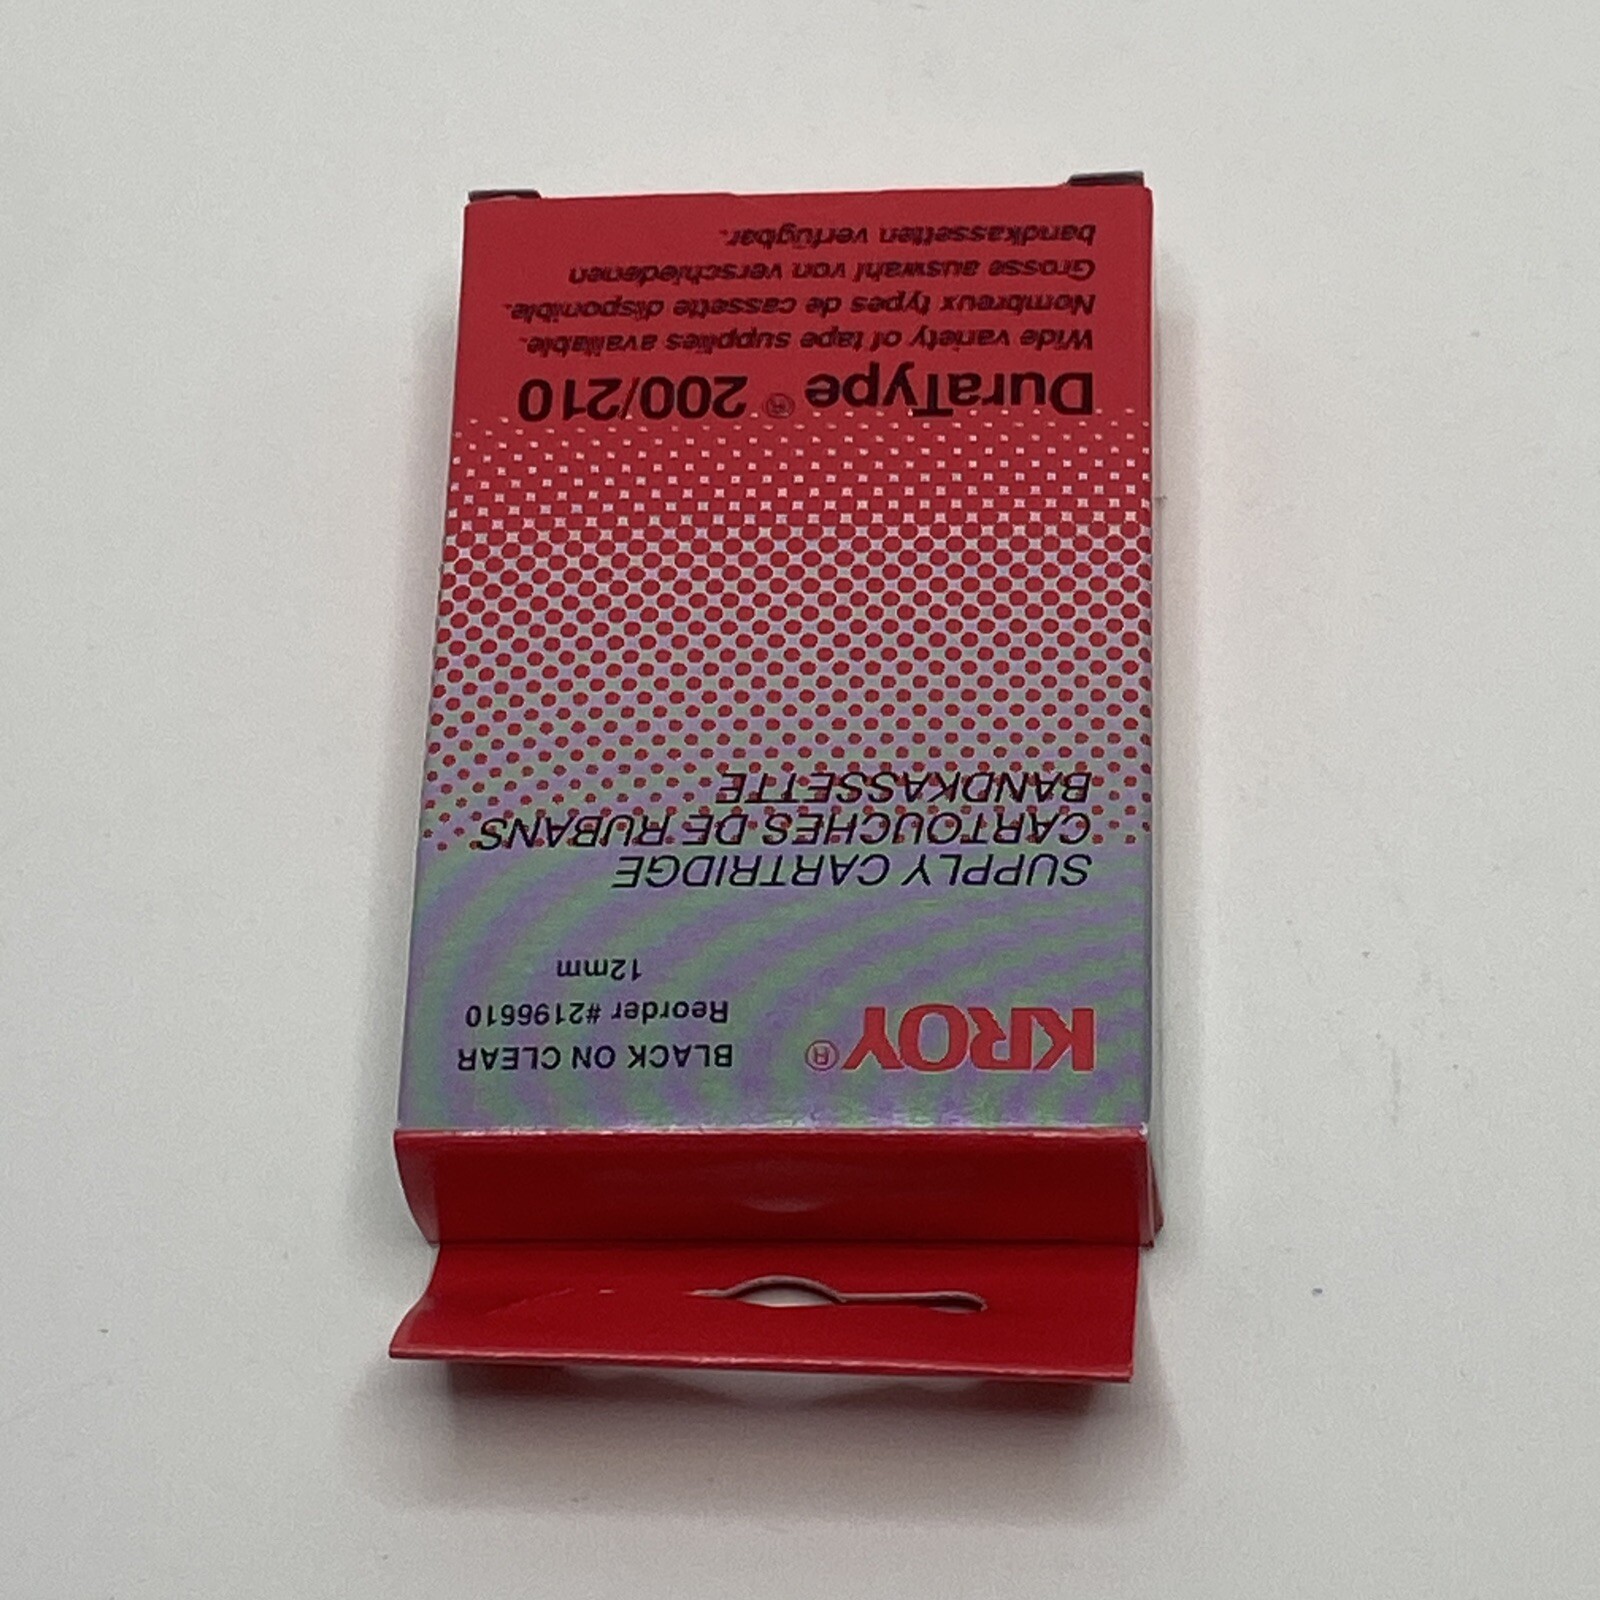 KROY®
BLACK ON CLEAR
Reorder #2196610
12mm
SUPPLY CARTRIDGE
CARTOUCHES DE RUBANS
BANDKASSETTE
DuraType® 200/210
Wide variety of tape supplies available.
Nombreux types de cassette disponible.
Grosse auswahl von verschiedenen
bandkassetten verfügbar.